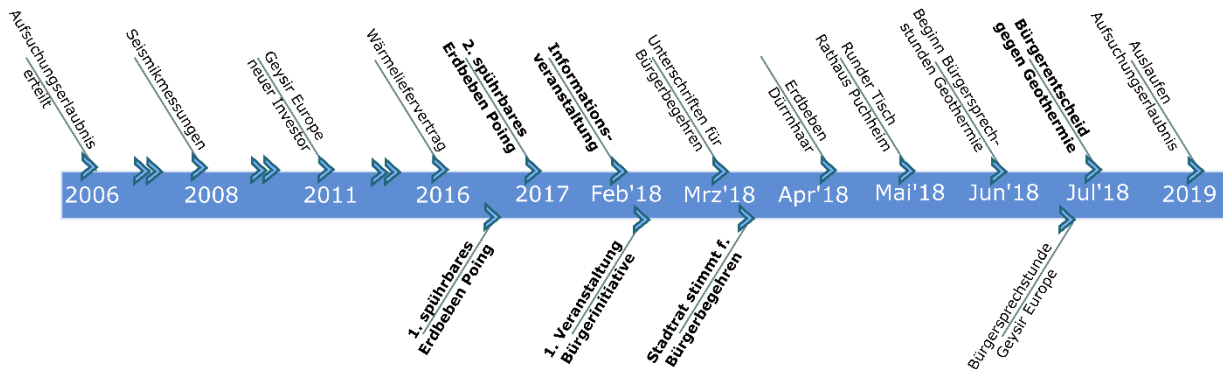 Aufsuchungserlaubnis
erteilt
Seismikmessungen
Geysir Europe
neuer Investor
Wärmeliefervertrag
2. spührbares
Erdbeben Poing
Informations-
veranstaltung
Unterschriften für
Bürgerbegehren
Erdbeben
Dürrnhaar
Runder Tisch
Rathaus Puchheim
Beginn Bürgersprech-
stunden Geothermie
Bürgerentscheid
gegen Geothermie
Auslaufen
Aufsuchungserlaubnis
2006
2008
2011
2016
2017
Feb'18
Mrz'18
Apr'18
Mai'18
Jun'18
Jul'18
2019
1. spührbares
Erdbeben Poing
1. Veranstaltung
Bürgerinitiative
Stadtrat stimmt f.
Bürgerbegehren
Bürgersprechstunde
Geysir Europe